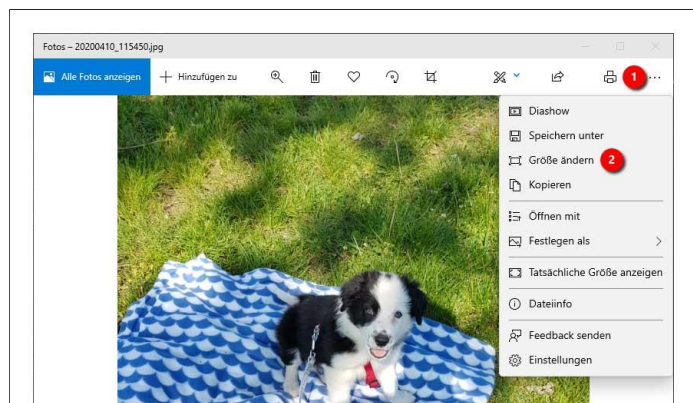 Fotos – 20200410_115450.jpg
Alle Fotos anzeigen Hinzufügen zu 1 ...
Diashow
Speichern unter
Größe ändern 2
Kopieren
Öffnen mit
Festlegen als
Tatsächliche Größe anzeigen
Dateiinfo
Feedback senden
Einstellungen